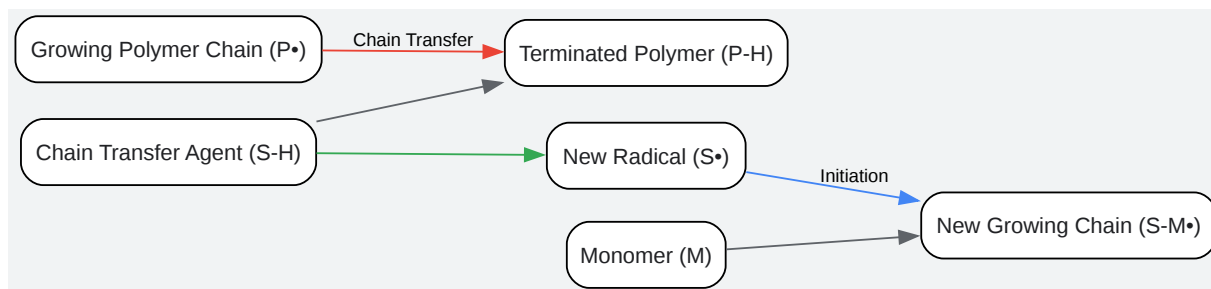 Growing Polymer Chain (P•)
Chain Transfer
Terminated Polymer (P-H)
Chain Transfer Agent (S-H)
New Radical (S•)
Initiation
New Growing Chain (S-M•)
Monomer (M)